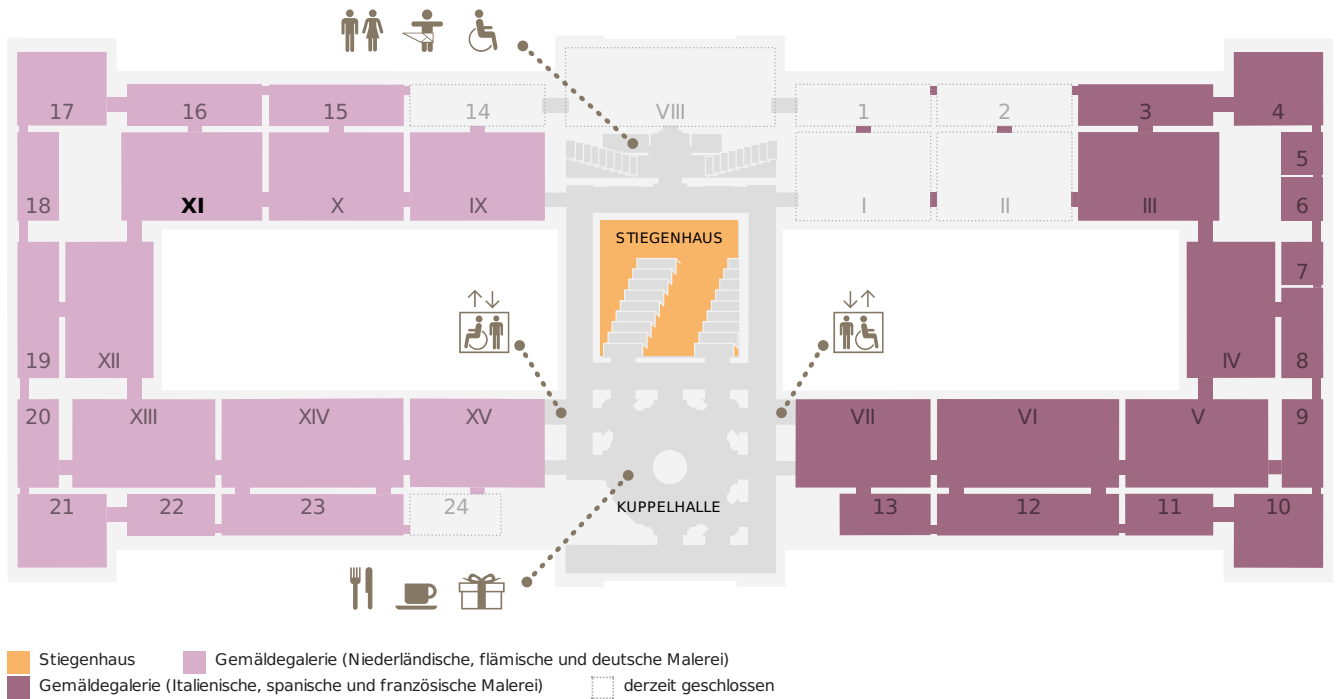 17
16
15
14
VIII
1
2
3
4
5
18
XI
X
IX
I
II
III
6
STIEGENHAUS
7
19
XII
IV
8
20
XIII
XIV
XV
VII
VI
V
9
21
22
23
24
KUPPELHALLE
13
12
11
10
Stiegenhaus
Gemäldegalerie (Niederländische, flämische und deutsche Malerei)
Gemäldegalerie (Italienische, spanische und französische Malerei)
derzeit geschlossen